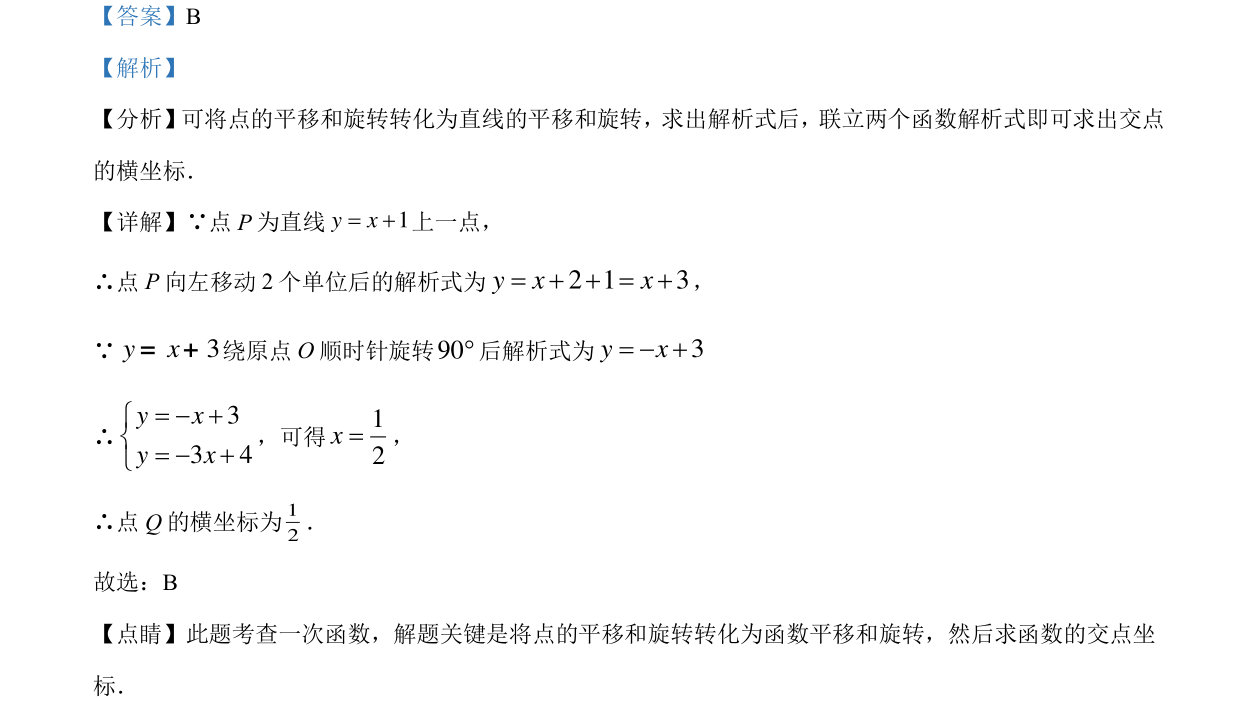 【答案】B
【解析】
【分析】可将点的平移和旋转转化为直线的平移和旋转，求出解析式后，联立两个函数解析式即可求出交点
的横坐标．
【详解】∵点 P 为直线 y = x +1上一点，
∴点 P 向左移动 2 个单位后的解析式为 y = x + 2 +1 = x + 3，
∵ y = x + 3绕原点 O 顺时针旋转90° 后解析式为 y = −x + 3
∴ { y = −x + 3 y = −3x + 4 ，可得 x = 1/2 ，
∴点 Q 的横坐标为 1/2 ．
故选：B
【点睛】此题考查一次函数，解题关键是将点的平移和旋转转化为函数平移和旋转，然后求函数的交点坐
标．